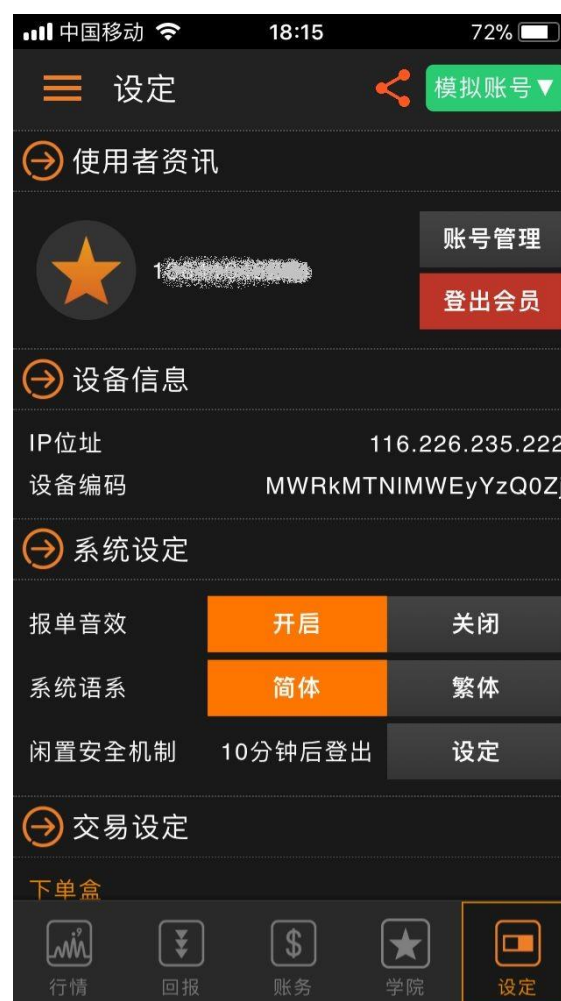 中国移动 18:15 72%
设定 模拟账号▼
使用者资讯
账号管理
登出会员
设备信息
IP位址 116.226.235.222
设备编码 MWRkMTNIMWEyYzQ0Zj
系统设定
报单音效 开启 关闭
系统语系 简体 繁体
闲置安全机制 10分钟后登出 设定
交易设定
下单盒
行情 回报 账务 学院 设定